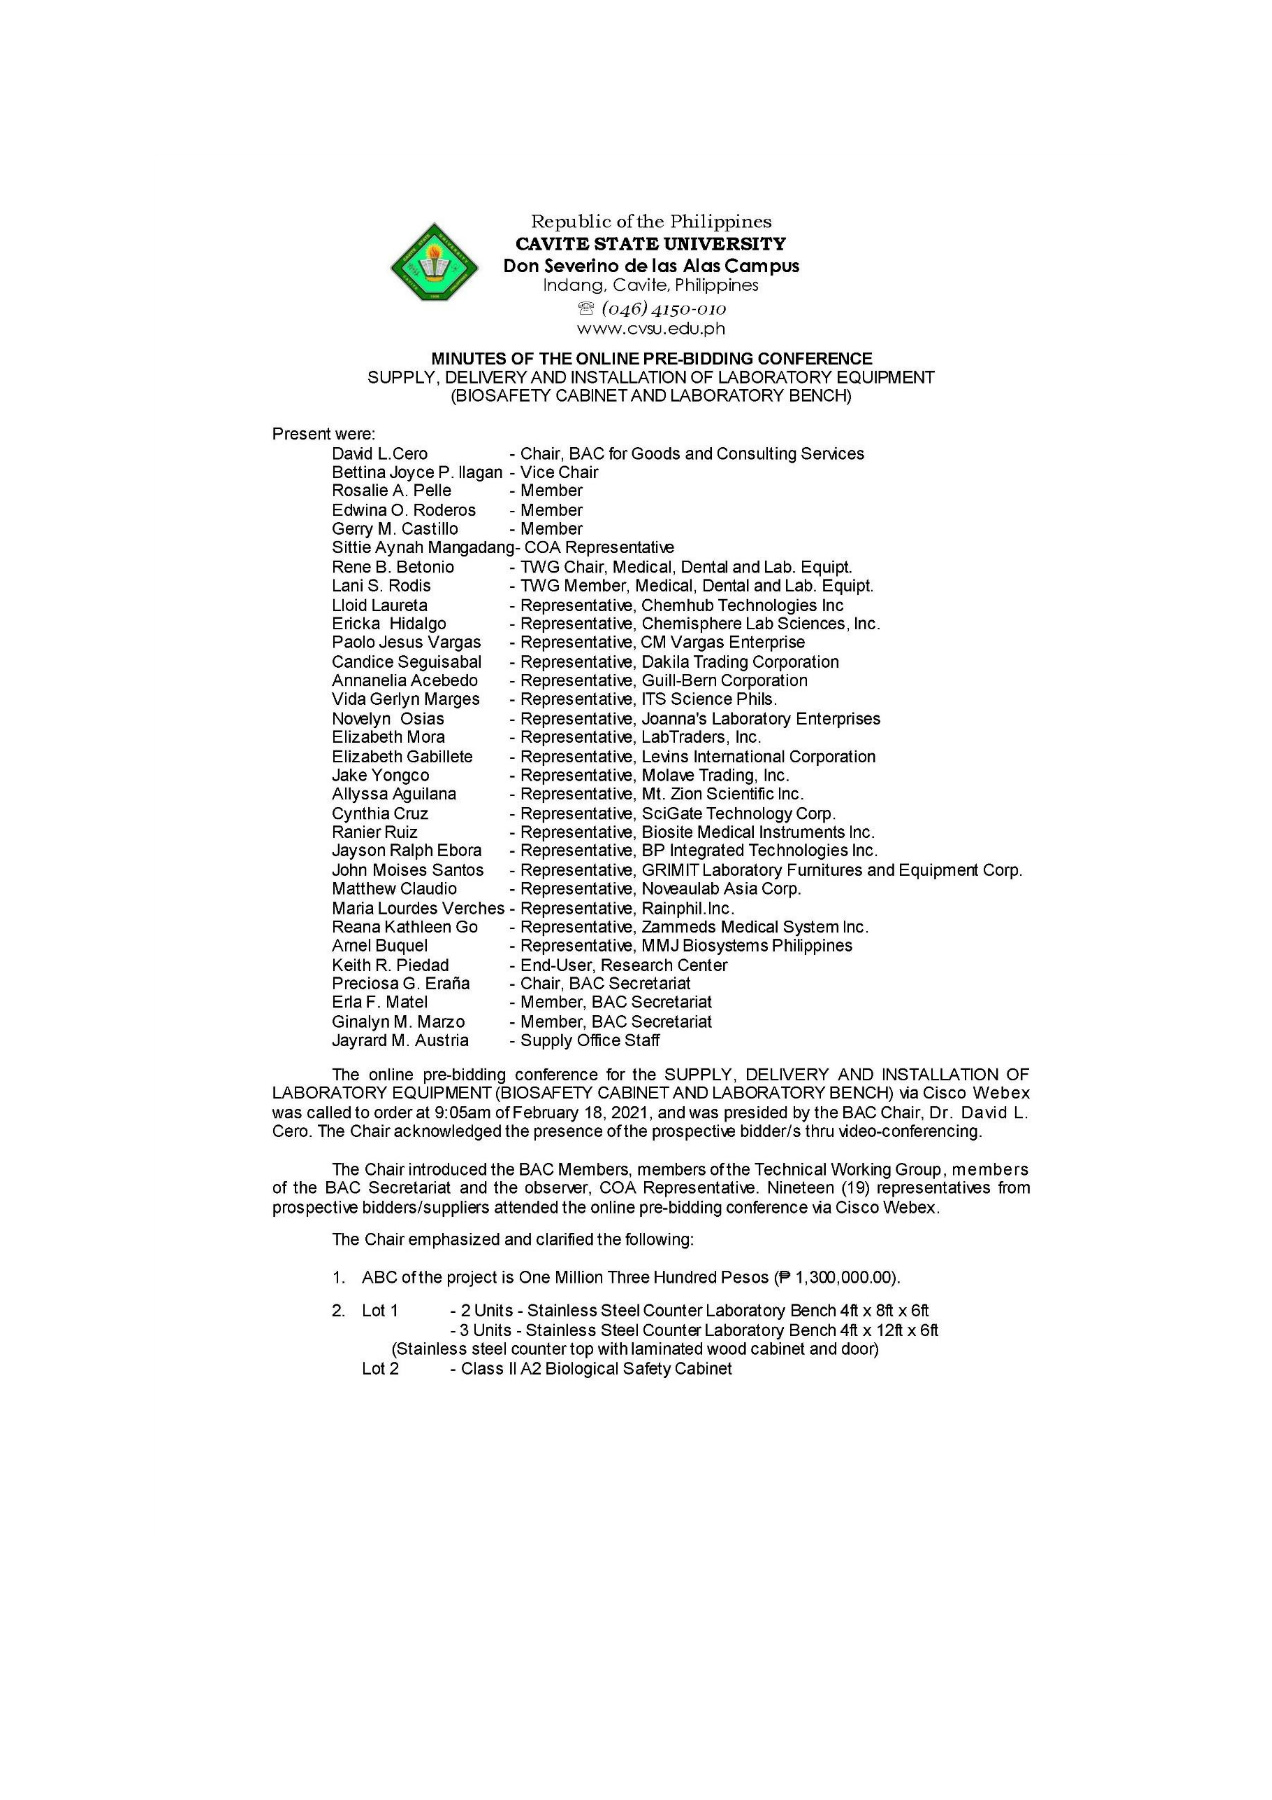 Republic of the Philippines
CAVITE STATE UNIVERSITY
Don Severino de las Alas Campus
Indang, Cavite, Philippines
☏ (046) 4150-010
www.cvsu.edu.ph
MINUTES OF THE ONLINE PRE-BIDDING CONFERENCE
SUPPLY, DELIVERY AND INSTALLATION OF LABORATORY EQUIPMENT
(BIOSAFETY CABINET AND LABORATORY BENCH)
Present were:
David L.Cero - Chair, BAC for Goods and Consulting Services
Bettina Joyce P. Ilagan - Vice Chair
Rosalie A. Pelle - Member
Edwina O. Roderos - Member
Gerry M. Castillo - Member
Sittie Aynah Mangadang- COA Representative
Rene B. Betonio - TWG Chair, Medical, Dental and Lab. Equipt.
Lani S. Rodis - TWG Member, Medical, Dental and Lab. Equipt.
Lloid Laureta - Representative, Chemhub Technologies Inc
Ericka Hidalgo - Representative, Chemisphere Lab Sciences, Inc.
Paolo Jesus Vargas - Representative, CM Vargas Enterprise
Candice Seguisabal - Representative, Dakila Trading Corporation
Annanelia Acebedo - Representative, Guill-Bern Corporation
Vida Gerlyn Marges - Representative, ITS Science Phils.
Novelyn Osias - Representative, Joanna's Laboratory Enterprises
Elizabeth Mora - Representative, LabTraders, Inc.
Elizabeth Gabillete - Representative, Levins International Corporation
Jake Yongco - Representative, Molave Trading, Inc.
Allyssa Aguilana - Representative, Mt. Zion Scientific Inc.
Cynthia Cruz - Representative, SciGate Technology Corp.
Ranier Ruiz - Representative, Biosite Medical Instruments Inc.
Jayson Ralph Ebora - Representative, BP Integrated Technologies Inc.
John Moises Santos - Representative, GRIMIT Laboratory Furnitures and Equipment Corp.
Matthew Claudio - Representative, Noveaulab Asia Corp.
Maria Lourdes Verches - Representative, Rainphil.Inc.
Reana Kathleen Go - Representative, Zammeds Medical System Inc.
Arnel Buquel - Representative, MMJ Biosystems Philippines
Keith R. Piedad - End-User, Research Center
Preciosa G. Eraña - Chair, BAC Secretariat
Erla F. Matel - Member, BAC Secretariat
Ginalyn M. Marzo - Member, BAC Secretariat
Jayrard M. Austria - Supply Office Staff
The online pre-bidding conference for the SUPPLY, DELIVERY AND INSTALLATION OF
LABORATORY EQUIPMENT (BIOSAFETY CABINET AND LABORATORY BENCH) via Cisco Webex
was called to order at 9:05am of February 18, 2021, and was presided by the BAC Chair, Dr. David L.
Cero. The Chair acknowledged the presence of the prospective bidder/s thru video-conferencing.
The Chair introduced the BAC Members, members of the Technical Working Group, members
of the BAC Secretariat and the observer, COA Representative. Nineteen (19) representatives from
prospective bidders/suppliers attended the online pre-bidding conference via Cisco Webex.
The Chair emphasized and clarified the following:
1. ABC of the project is One Million Three Hundred Pesos (₱ 1,300,000.00).
2. Lot 1 - 2 Units - Stainless Steel Counter Laboratory Bench 4ft x 8ft x 6ft
- 3 Units - Stainless Steel Counter Laboratory Bench 4ft x 12ft x 6ft
(Stainless steel counter top with laminated wood cabinet and door)
Lot 2 - Class II A2 Biological Safety Cabinet